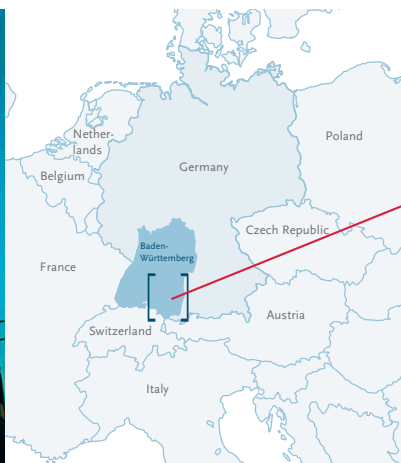 Nether-
lands
Poland
Germany
Belgium
Czech Republic
Baden-
Württemberg
France
Austria
Switzerland
Italy